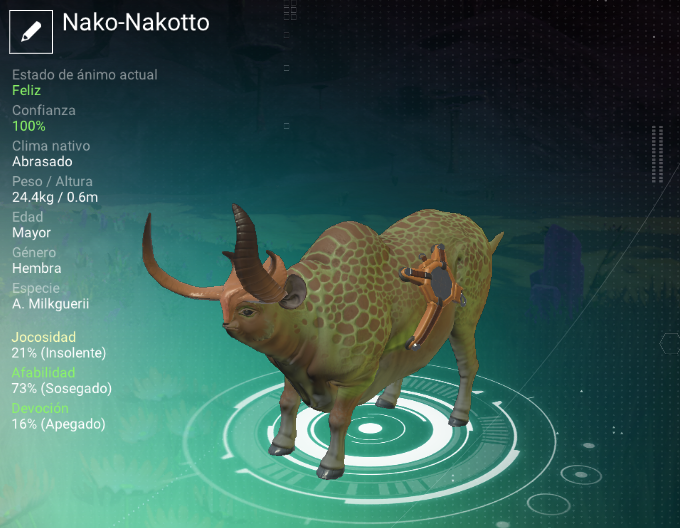 Nako-Nakotto
Estado de ánimo actual
Feliz
Confianza
100%
Clima nativo
Abrasado
Peso / Altura
24.4kg / 0.6m
Edad
Mayor
Género
Hembra
Especie
A. Milkguerii
Jocosidad
21% (Insolente)
Afabilidad
73% (Sosegado)
Devoción
16% (Apegado)